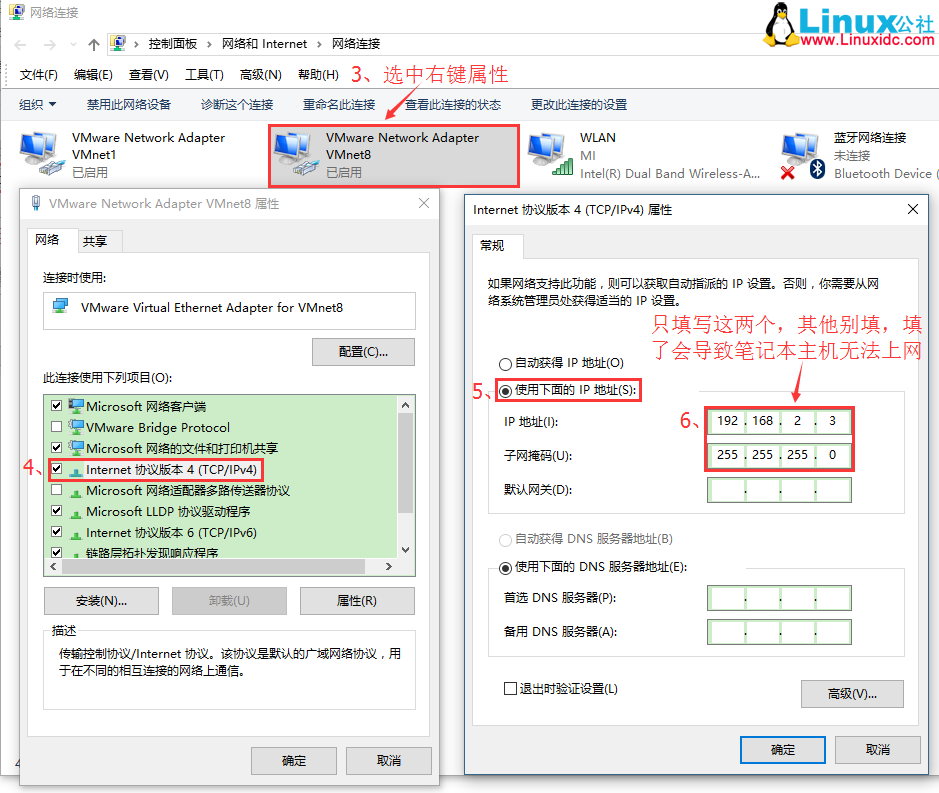 网络连接
Linux公社
www.Linuxidc.com
控制面板 › 网络和 Internet › 网络连接
文件(F) 编辑(E) 查看(V) 工具(T) 高级(N) 帮助(H)
3、选中右键属性
组织 禁用此网络设备 诊断这个连接 重命名此连接 查看此连接的状态 更改此连接的设置
VMware Network Adapter
VMnet1
已启用
VMware Network Adapter
VMnet8
已启用
WLAN
MI
Intel(R) Dual Band Wireless-A...
蓝牙网络连接
未连接
Bluetooth Device (
VMware Network Adapter VMnet8 属性
网络 共享
连接时使用:
VMware Virtual Ethernet Adapter for VMnet8
配置(C)...
此连接使用下列项目(O):
Microsoft 网络客户端
VMware Bridge Protocol
Microsoft 网络的文件和打印机共享
4、
Internet 协议版本 4 (TCP/IPv4)
Microsoft 网络适配器多路传送器协议
Microsoft LLDP 协议驱动程序
Internet 协议版本 6 (TCP/IPv6)
链路层拓扑发现响应程序
安装(N)... 卸载(U) 属性(R)
描述
传输控制协议/Internet 协议。该协议是默认的广域网络协议，用
于在不同的相互连接的网络上通信。
确定 取消
Internet 协议版本 4 (TCP/IPv4) 属性
常规
如果网络支持此功能，则可以获取自动指派的 IP 设置。否则，你需要从网
络系统管理员处获得适当的 IP 设置。
只填写这两个，其他别填，填
了会导致笔记本主机无法上网
自动获得 IP 地址(O)
5、
使用下面的 IP 地址(S):
6、
IP 地址(I): 192 . 168 . 2 . 3
子网掩码(U): 255 . 255 . 255 . 0
默认网关(D): . . .
自动获得 DNS 服务器地址(B)
使用下面的 DNS 服务器地址(E):
首选 DNS 服务器(P): . . .
备用 DNS 服务器(A): . . .
退出时验证设置(L)
高级(V)...
确定 取消